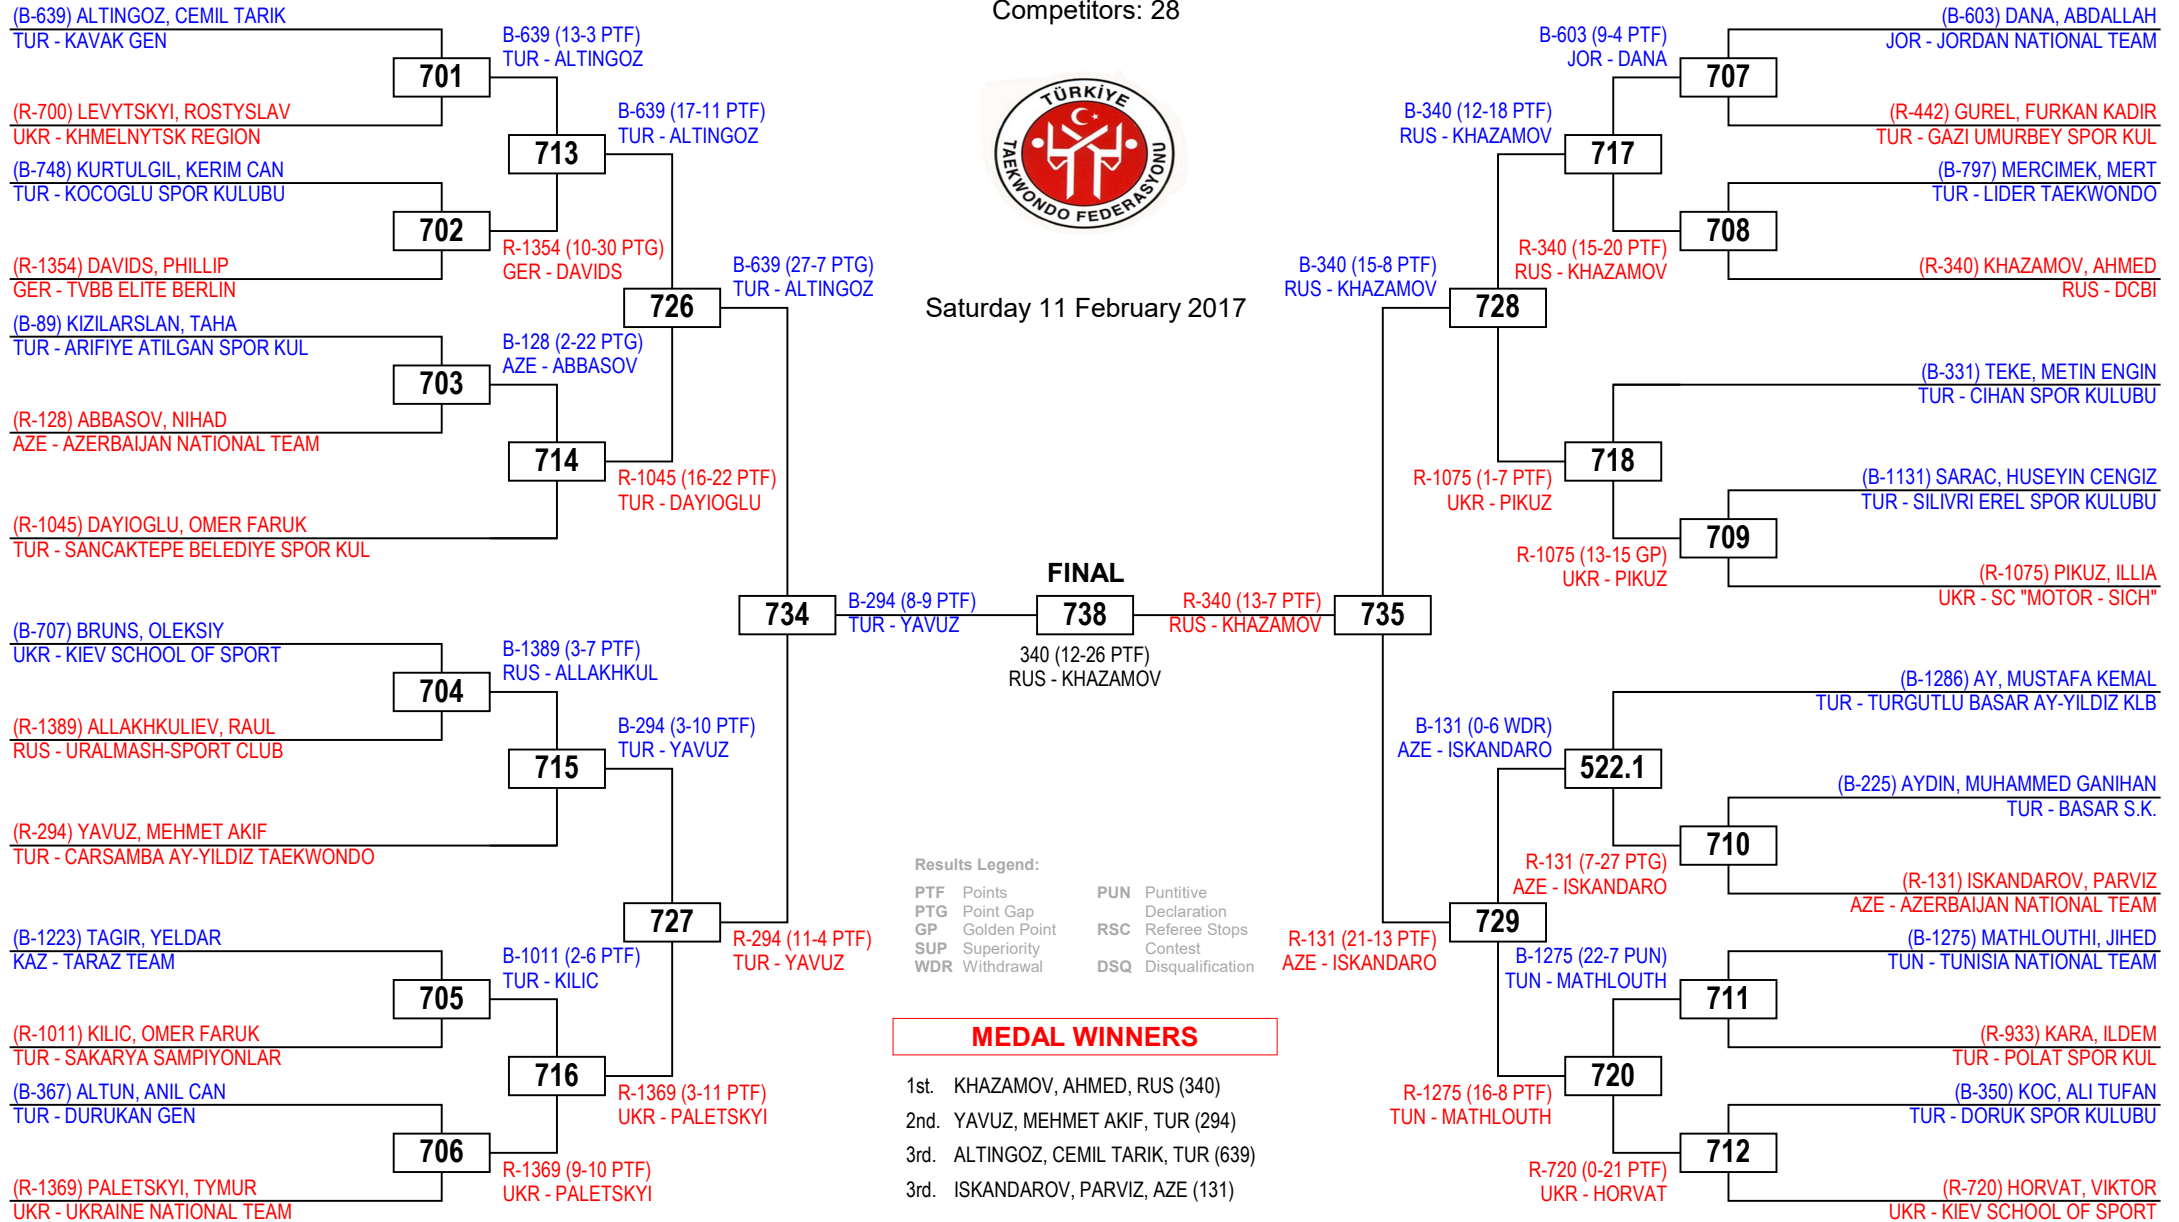 Competitors: 28
TÜRKİYE
TAEKWONDO FEDERASYONU
Saturday 11 February 2017
(B-639) ALTINGOZ, CEMIL TARIK
TUR - KAVAK GEN
701
(R-700) LEVYTSKYI, ROSTYSLAV
UKR - KHMELNYTSK REGION
(B-748) KURTULGIL, KERIM CAN
TUR - KOCOGLU SPOR KULUBU
702
(R-1354) DAVIDS, PHILLIP
GER - TVBB ELITE BERLIN
(B-89) KIZILARSLAN, TAHA
TUR - ARIFIYE ATILGAN SPOR KUL
703
(R-128) ABBASOV, NIHAD
AZE - AZERBAIJAN NATIONAL TEAM
(R-1045) DAYIOGLU, OMER FARUK
TUR - SANCAKTEPE BELEDIYE SPOR KUL
(B-707) BRUNS, OLEKSIY
UKR - KIEV SCHOOL OF SPORT
704
(R-1389) ALLAKHKULIEV, RAUL
RUS - URALMASH-SPORT CLUB
(R-294) YAVUZ, MEHMET AKIF
TUR - CARSAMBA AY-YILDIZ TAEKWONDO
(B-1223) TAGIR, YELDAR
KAZ - TARAZ TEAM
705
(R-1011) KILIC, OMER FARUK
TUR - SAKARYA SAMPIYONLAR
(B-367) ALTUN, ANIL CAN
TUR - DURUKAN GEN
706
(R-1369) PALETSKYI, TYMUR
UKR - UKRAINE NATIONAL TEAM
B-639 (13-3 PTF)
TUR - ALTINGOZ
713
R-1354 (10-30 PTG)
GER - DAVIDS
B-128 (2-22 PTG)
AZE - ABBASOV
714
B-1389 (3-7 PTF)
RUS - ALLAKHKUL
715
B-1011 (2-6 PTF)
TUR - KILIC
716
R-1369 (9-10 PTF)
UKR - PALETSKYI
B-639 (17-11 PTF)
TUR - ALTINGOZ
726
R-1045 (16-22 PTF)
TUR - DAYIOGLU
B-294 (3-10 PTF)
TUR - YAVUZ
727
R-1369 (3-11 PTF)
UKR - PALETSKYI
B-639 (27-7 PTG)
TUR - ALTINGOZ
734
R-294 (11-4 PTF)
TUR - YAVUZ
B-294 (8-9 PTF)
TUR - YAVUZ
FINAL
738
340 (12-26 PTF)
RUS - KHAZAMOV
R-340 (13-7 PTF)
RUS - KHAZAMOV
735
B-340 (15-8 PTF)
RUS - KHAZAMOV
728
R-131 (21-13 PTF)
AZE - ISKANDARO
729
B-340 (12-18 PTF)
RUS - KHAZAMOV
717
R-1075 (1-7 PTF)
UKR - PIKUZ
718
B-131 (0-6 WDR)
AZE - ISKANDARO
522.1
R-1275 (16-8 PTF)
TUN - MATHLOUTH
720
B-603 (9-4 PTF)
JOR - DANA
R-340 (15-20 PTF)
RUS - KHAZAMOV
R-1075 (13-15 GP)
UKR - PIKUZ
R-131 (7-27 PTG)
AZE - ISKANDARO
B-1275 (22-7 PUN)
TUN - MATHLOUTH
R-720 (0-21 PTF)
UKR - HORVAT
(B-603) DANA, ABDALLAH
JOR - JORDAN NATIONAL TEAM
707
(R-442) GUREL, FURKAN KADIR
TUR - GAZI UMURBEY SPOR KUL
(B-797) MERCIMEK, MERT
TUR - LIDER TAEKWONDO
708
(R-340) KHAZAMOV, AHMED
RUS - DCBI
(B-331) TEKE, METIN ENGIN
TUR - CIHAN SPOR KULUBU
(B-1131) SARAC, HUSEYIN CENGIZ
TUR - SILIVRI EREL SPOR KULUBU
709
(R-1075) PIKUZ, ILLIA
UKR - SC "MOTOR - SICH"
(B-1286) AY, MUSTAFA KEMAL
TUR - TURGUTLU BASAR AY-YILDIZ KLB
(B-225) AYDIN, MUHAMMED GANIHAN
TUR - BASAR S.K.
710
(R-131) ISKANDAROV, PARVIZ
AZE - AZERBAIJAN NATIONAL TEAM
(B-1275) MATHLOUTHI, JIHED
TUN - TUNISIA NATIONAL TEAM
711
(R-933) KARA, ILDEM
TUR - POLAT SPOR KUL
(B-350) KOC, ALI TUFAN
TUR - DORUK SPOR KULUBU
712
(R-720) HORVAT, VIKTOR
UKR - KIEV SCHOOL OF SPORT
Results Legend:
PTF Points PUN Puntitive
PTG Point Gap Declaration
GP Golden Point RSC Referee Stops
SUP Superiority Contest
WDR Withdrawal DSQ Disqualification
MEDAL WINNERS
1st. KHAZAMOV, AHMED, RUS (340)
2nd. YAVUZ, MEHMET AKIF, TUR (294)
3rd. ALTINGOZ, CEMIL TARIK, TUR (639)
3rd. ISKANDAROV, PARVIZ, AZE (131)